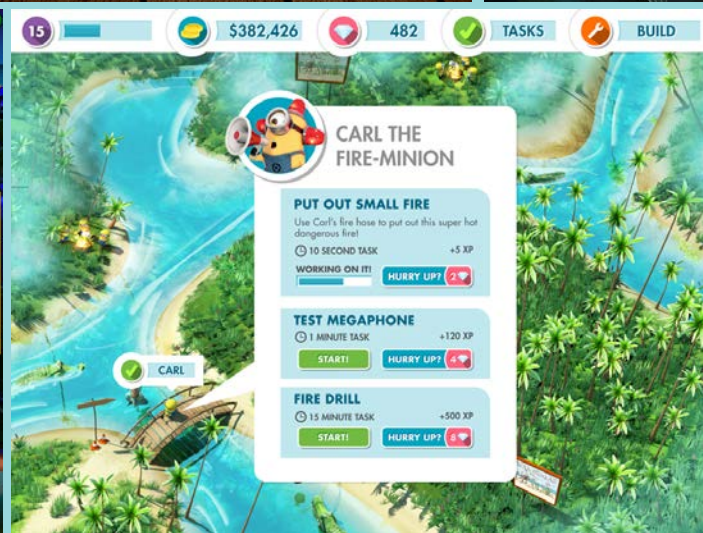 15
$382,426
482
TASKS
BUILD
CARL THE
FIRE-MINION
PUT OUT SMALL FIRE
Use Carl's fire hose to put out this super hot
dangerous fire!
10 SECOND TASK
+5 XP
WORKING ON IT!
HURRY UP? 2
TEST MEGAPHONE
1 MINUTE TASK
+120 XP
START!
HURRY UP? 4
CARL
FIRE DRILL
15 MINUTE TASK
+500 XP
START!
HURRY UP? 8